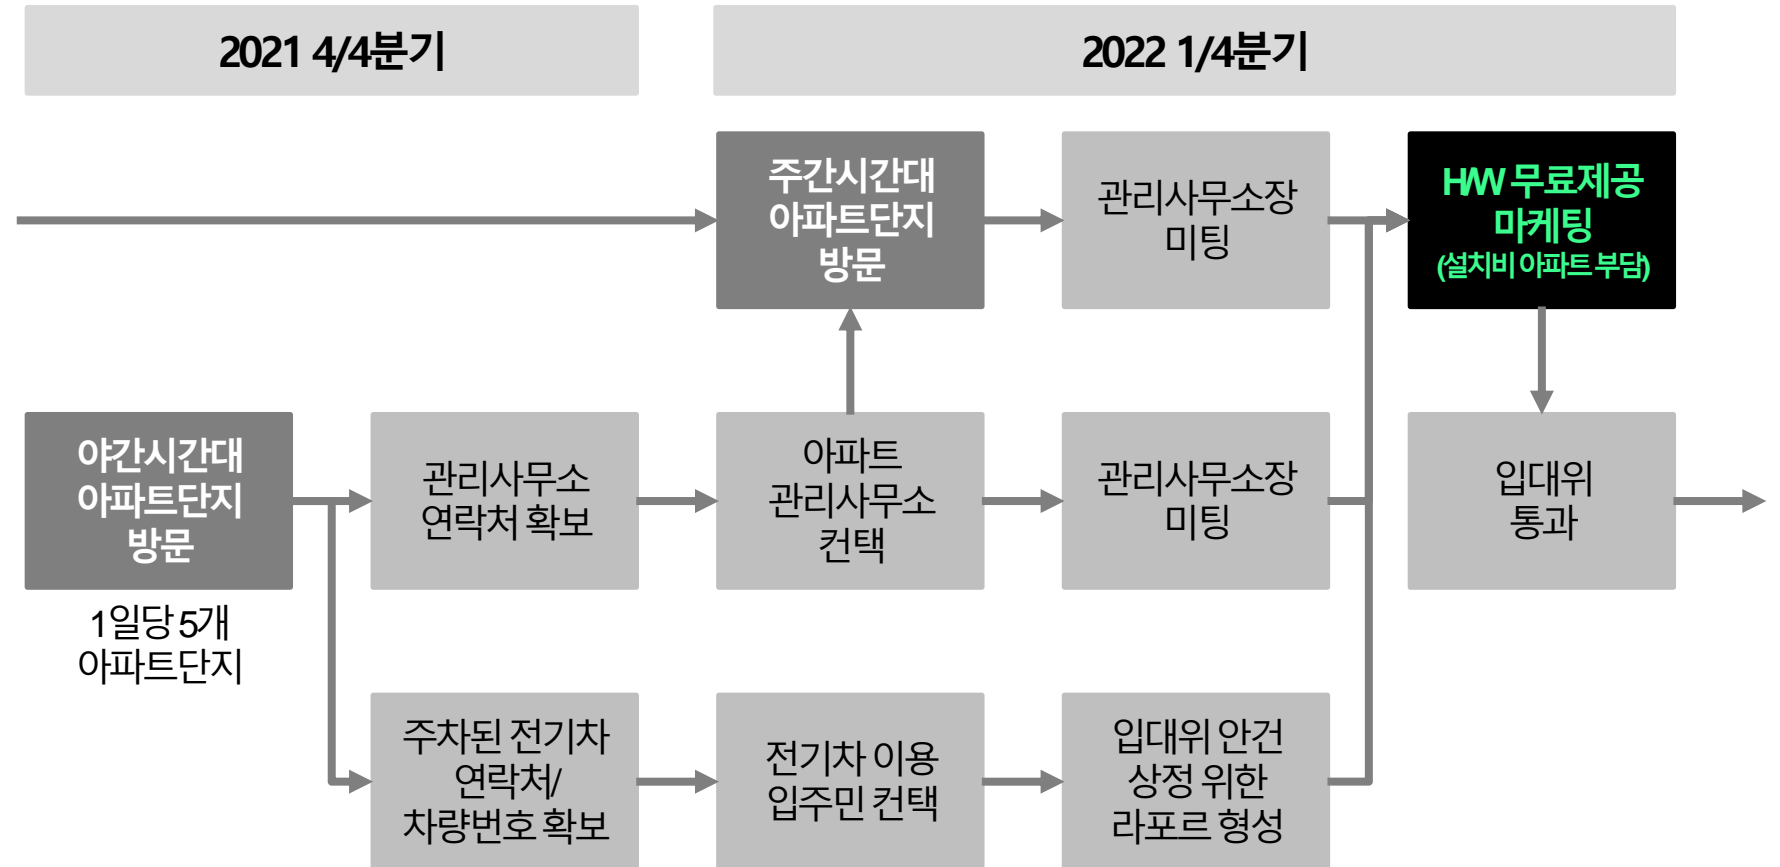 2021 4/4분기
2022 1/4분기
주간시간대
아파트단지
방문
관리사무소장
미팅
H/W 무료제공
마케팅
(설치비 아파트 부담)
야간시간대
아파트단지
방문
1일당 5개
아파트단지
관리사무소
연락처 확보
아파트
관리사무소
컨택
관리사무소장
미팅
입대위
통과
주차된 전기차
연락처/
차량번호 확보
전기차 이용
입주민 컨택
입대위 안건
상정 위한
라포르 형성